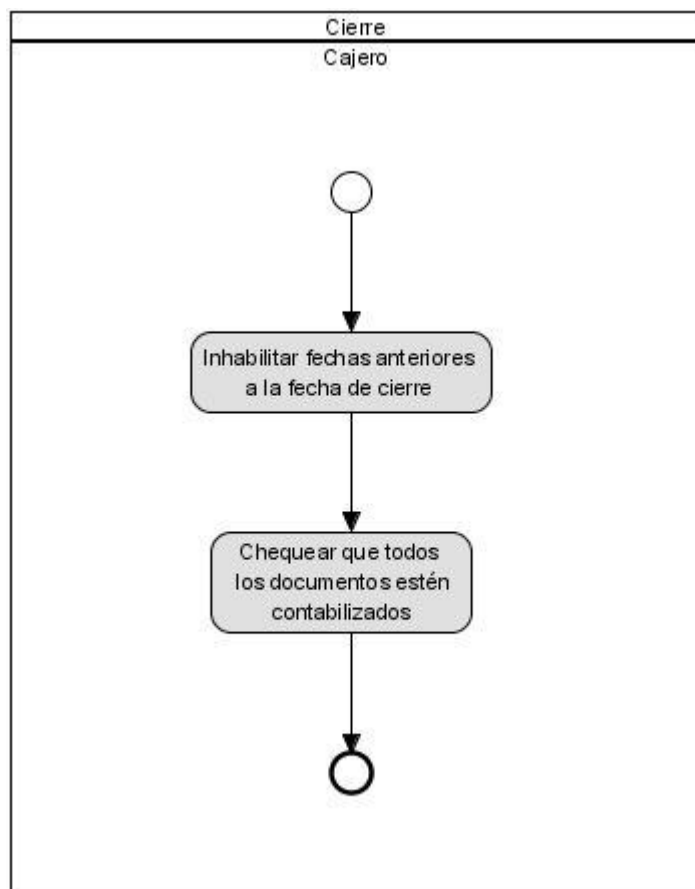 Cierre
Cajero
Inhabilitar fechas anteriores
a la fecha de cierre
Chequear que todos
los documentos estén
contabilizados